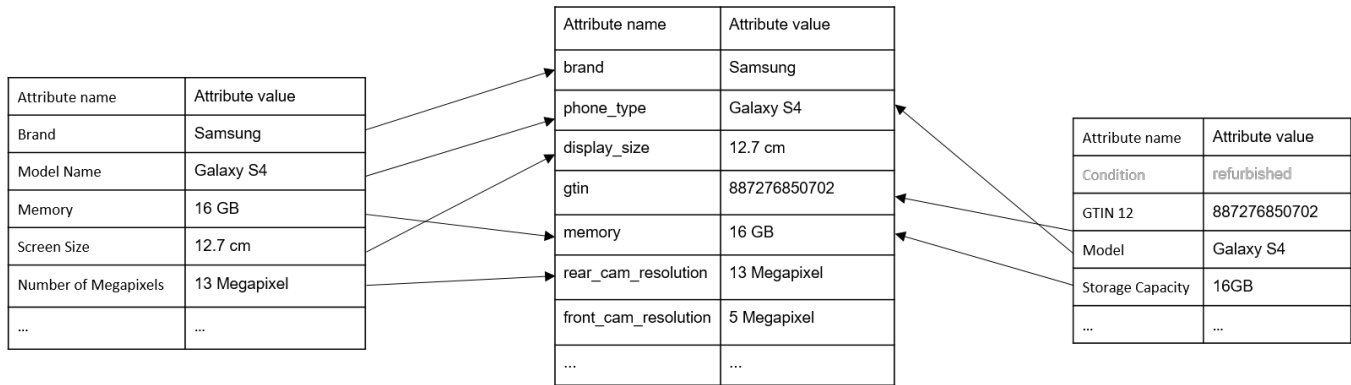 Attribute name Attribute value
Brand Samsung
Model Name Galaxy S4
Memory 16 GB
Screen Size 12.7 cm
Number of Megapixels 13 Megapixel
... ...
Attribute name Attribute value
brand Samsung
phone_type Galaxy S4
display_size 12.7 cm
gtin 887276850702
memory 16 GB
rear_cam_resolution 13 Megapixel
front_cam_resolution 5 Megapixel
... ...
Attribute name Attribute value
Condition refurbished
GTIN 12 887276850702
Model Galaxy S4
Storage Capacity 16GB
... ...